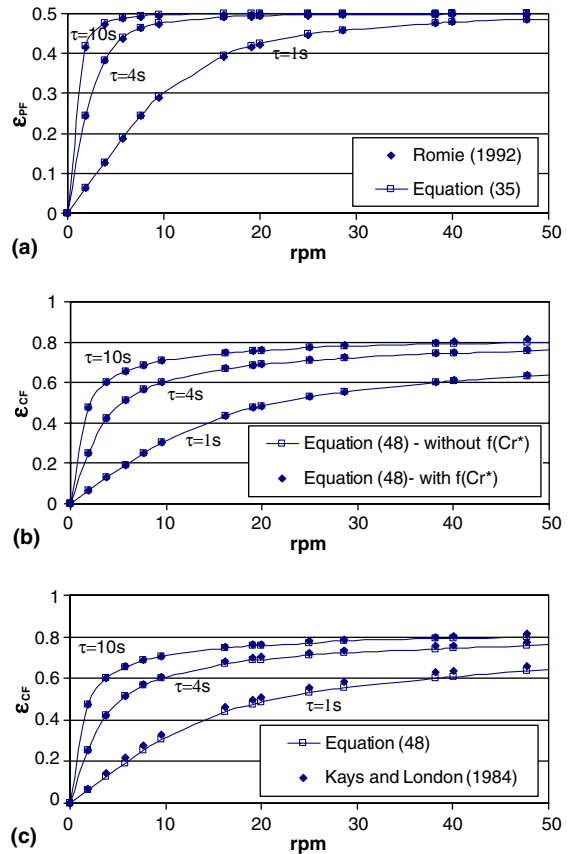 0.5
τ=10s
0.4
τ=4s
τ=1s
0.3
εPF
0.2
Romie (1992)
0.1
Equation (35)
0
0 10 20 30 40 50
(a)
rpm
1
0.8
τ=10s
0.6
τ=4s
εCF
0.4
τ=1s
Equation (48) - without f(Cr*)
0.2
Equation (48)- with f(Cr*)
0
0 10 20 30 40 50
(b)
rpm
1
0.8
τ=10s
0.6
τ=4s
τ=1s
εCF
0.4
Equation (48)
0.2
Kays and London (1984)
0
0 10 20 30 40 50
(c)
rpm